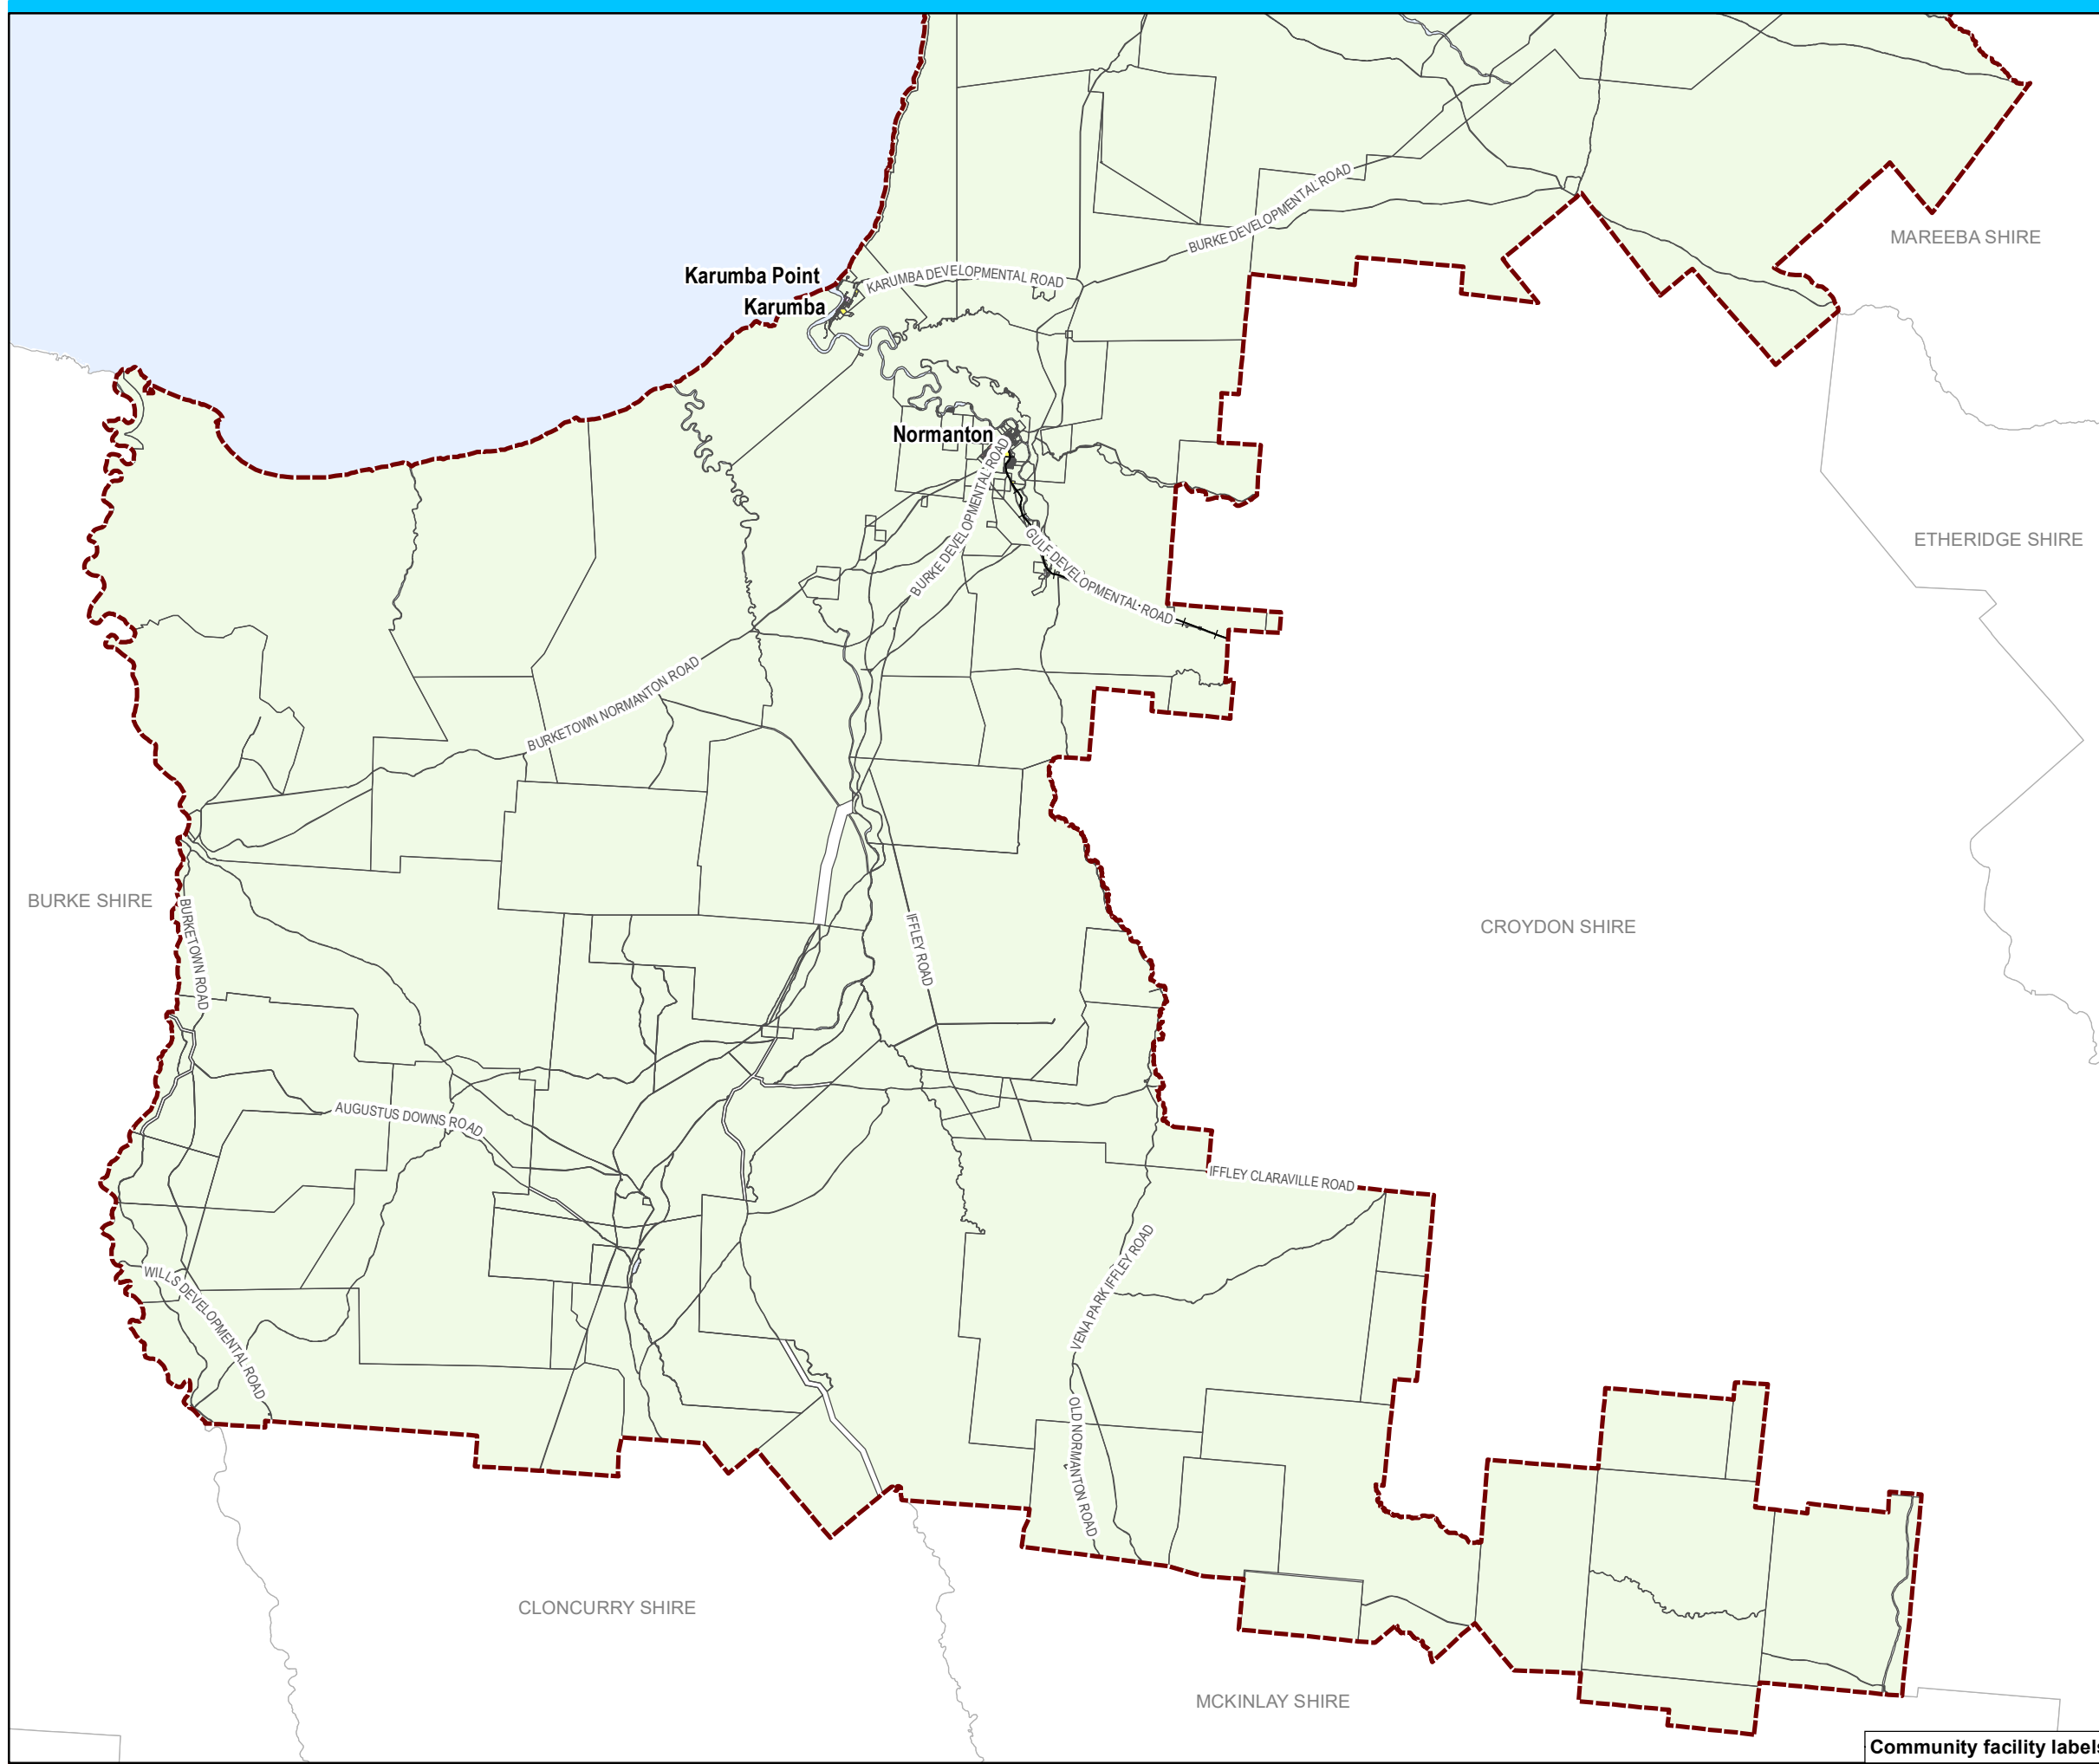 BURKE DEVELOPMENTAL ROAD
MAREEBA SHIRE
Karumba Point
KARUMBA DEVELOPMENTAL ROAD
Karumba
Normanton
BURKE DEVELOPMENTAL ROAD
GULF DEVELOPMENTAL ROAD
ETHERIDGE SHIRE
BURKETOWN NORMANTON ROAD
BURKE SHIRE
BURKETOWN ROAD
IFFLEY ROAD
CROYDON SHIRE
AUGUSTUS DOWNS ROAD
IFFLEY CLARAVILLE ROAD
VENA PARK IFFLEY ROAD
WILLS DEVELOPMENTAL ROAD
OLD NORMANTON ROAD
CLONCURRY SHIRE
MCKINLAY SHIRE
Community facility labels